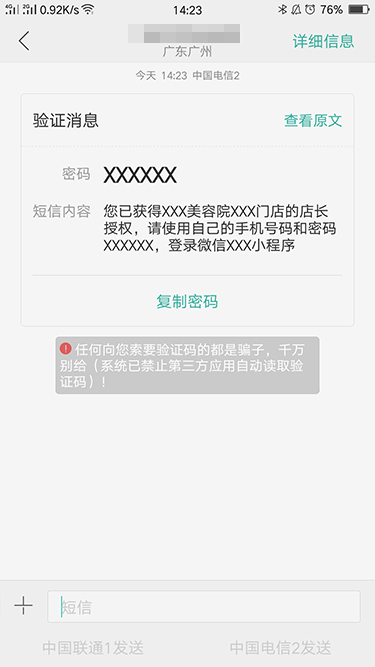 4G 2G 0.92K/s 14:23 76%
广东广州
详细信息
今天 14:23 中国电信2
验证消息 查看原文
密码 XXXXXX
短信内容 您已获得XXX美容院XXX门店的店长
授权，请使用自己的手机号码和密码
XXXXXX，登录微信XXX小程序
复制密码
任何向您索要验证码的都是骗子，千万
别给（系统已禁止第三方应用自动读取验
证码）！
短信
中国联通1发送 中国电信2发送